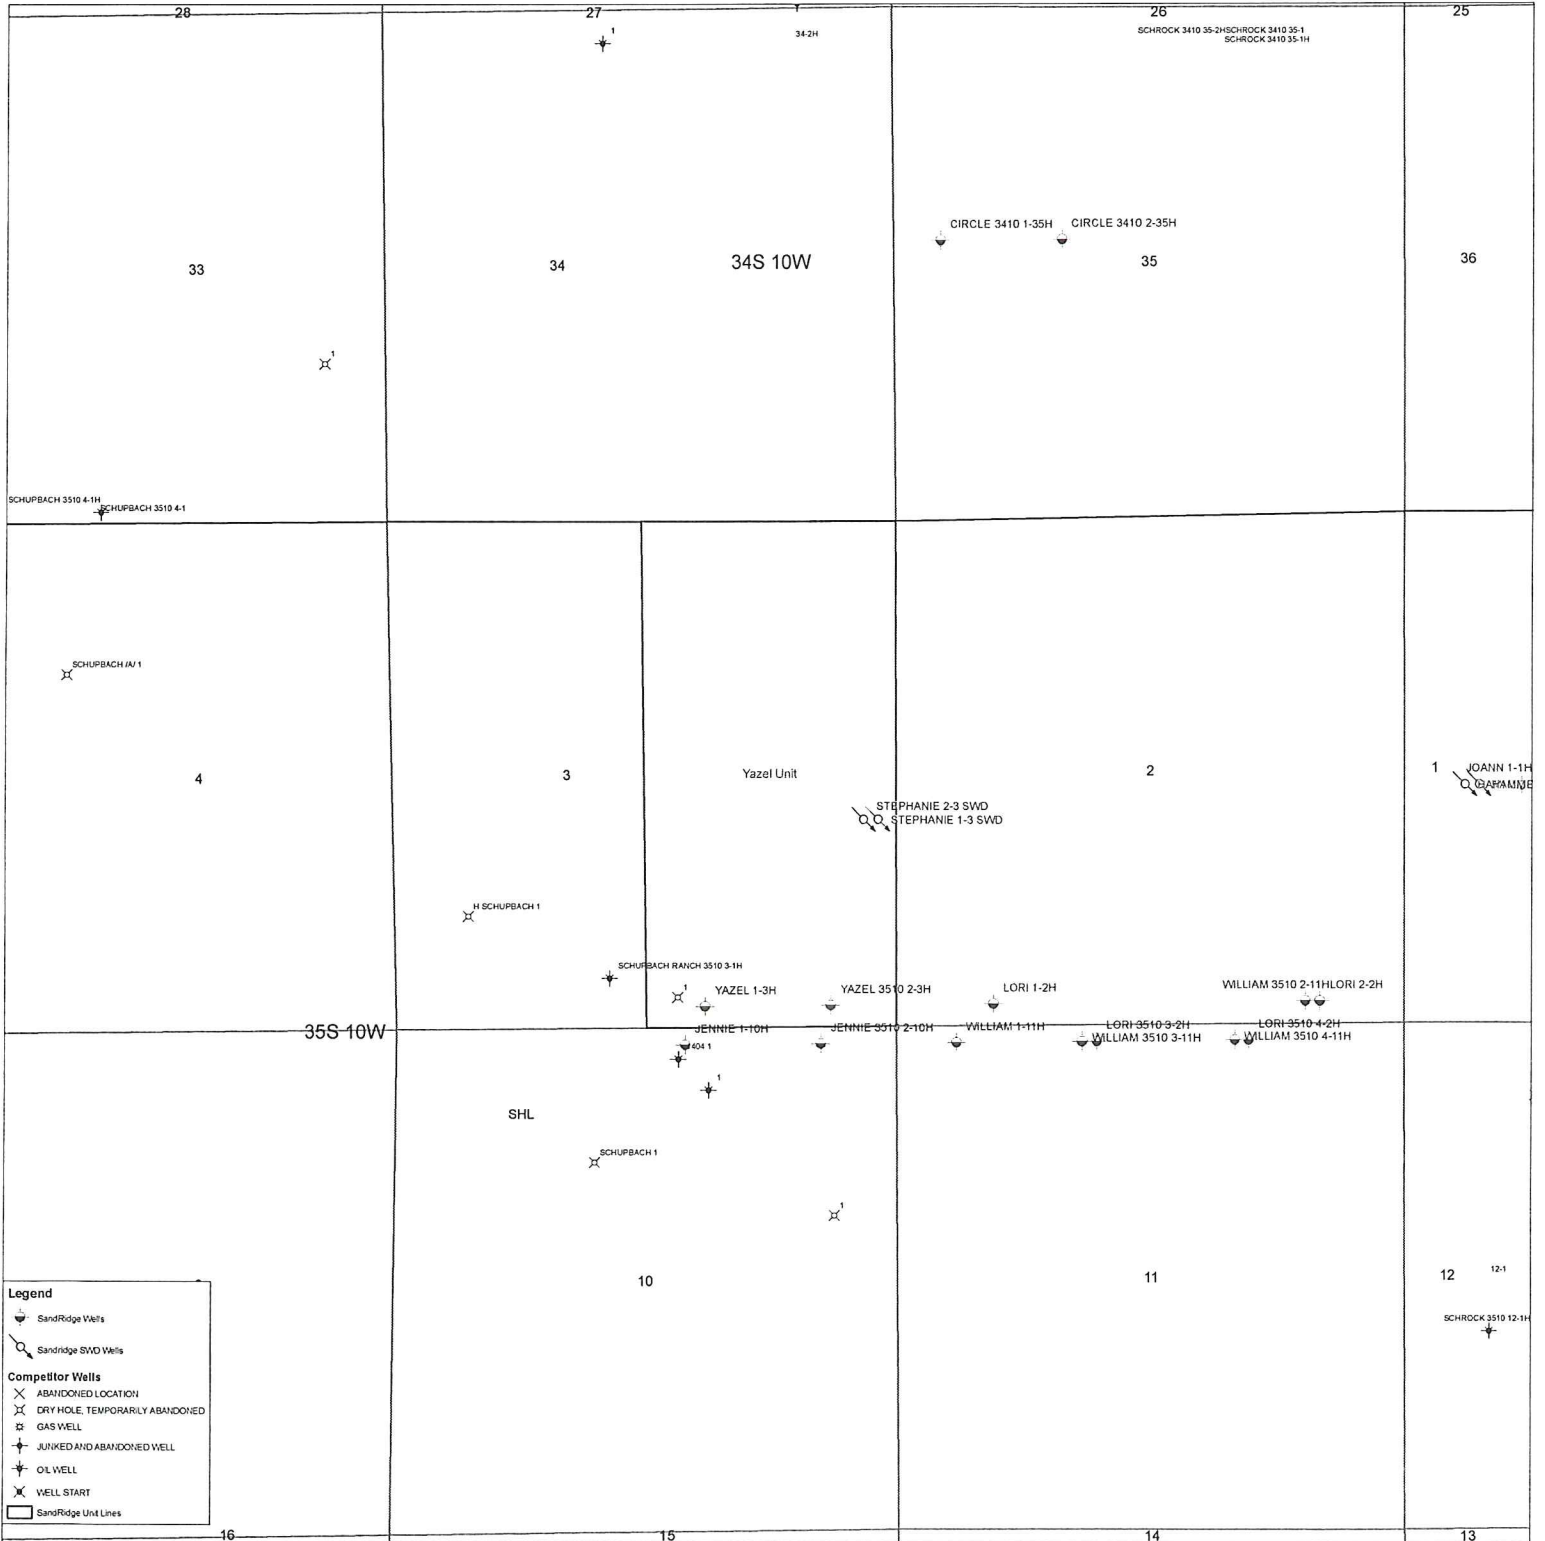 28
27
26
25
1
34-2H
SCHROCK 3410 35-2HSCHROCK 3410 35-1
SCHROCK 3410 35-1H
CIRCLE 3410 1-35H
CIRCLE 3410 2-35H
33
34
34S 10W
35
36
1
SCHUPBACH 3510 4-1H
SCHUPBACH 3510 4-1
SCHUPBACH /A/ 1
4
3
Yazel Unit
2
1
JOANN 1-1H
STEPHANIE 2-3 SWD
STEPHANIE 1-3 SWD
H SCHUPBACH 1
SCHUPBACH RANCH 3510 3-1H
1
YAZEL 1-3H
YAZEL 3510 2-3H
LORI 1-2H
WILLIAM 3510 2-11HLORI 2-2H
35S 10W
JENNIE 1-10H
JENNIE 3510 2-10H
WILLIAM 1-11H
LORI 3510 3-2H
LORI 3510 4-2H
WILLIAM 3510 3-11H
WILLIAM 3510 4-11H
404 1
1
SHL
SCHUPBACH 1
1
10
11
12
12-1
SCHROCK 3510 12-1H
Legend
SandRidge Wells
Sandridge SWD Wells
Competitor Wells
ABANDONED LOCATION
DRY HOLE, TEMPORARILY ABANDONED
GAS WELL
JUNKED AND ABANDONED WELL
OIL WELL
WELL START
SandRidge Unit Lines
16
15
14
13